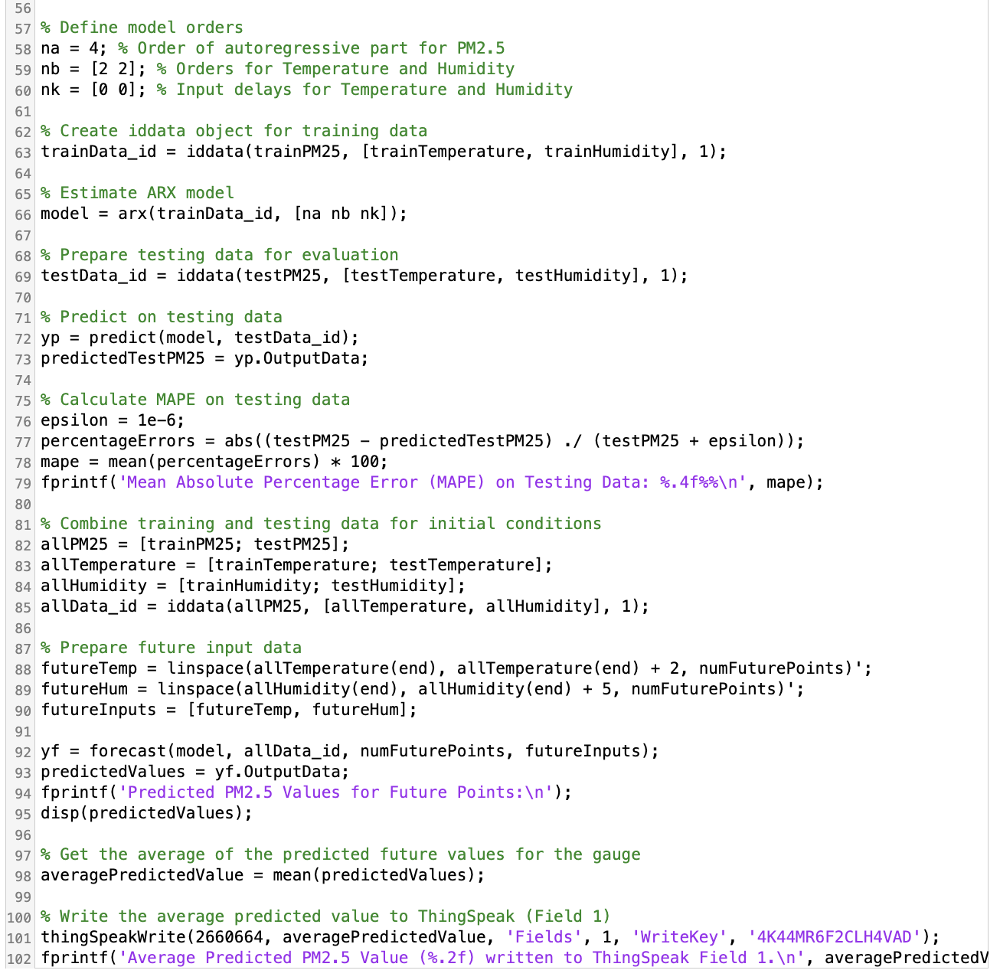 56
57 % Define model orders
58 na = 4; % Order of autoregressive part for PM2.5
59 nb = [2 2]; % Orders for Temperature and Humidity
60 nk = [0 0]; % Input delays for Temperature and Humidity
61
62 % Create iddata object for training data
63 trainData_id = iddata(trainPM25, [trainTemperature, trainHumidity], 1);
64
65 % Estimate ARX model
66 model = arx(trainData_id, [na nb nk]);
67
68 % Prepare testing data for evaluation
69 testData_id = iddata(testPM25, [testTemperature, testHumidity], 1);
70
71 % Predict on testing data
72 yp = predict(model, testData_id);
73 predictedTestPM25 = yp.OutputData;
74
75 % Calculate MAPE on testing data
76 epsilon = 1e-6;
77 percentageErrors = abs((testPM25 - predictedTestPM25) ./ (testPM25 + epsilon));
78 mape = mean(percentageErrors) * 100;
79 fprintf('Mean Absolute Percentage Error (MAPE) on Testing Data: %.4f%%\n', mape);
80
81 % Combine training and testing data for initial conditions
82 allPM25 = [trainPM25; testPM25];
83 allTemperature = [trainTemperature; testTemperature];
84 allHumidity = [trainHumidity; testHumidity];
85 allData_id = iddata(allPM25, [allTemperature, allHumidity], 1);
86
87 % Prepare future input data
88 futureTemp = linspace(allTemperature(end), allTemperature(end) + 2, numFuturePoints)';
89 futureHum = linspace(allHumidity(end), allHumidity(end) + 5, numFuturePoints)';
90 futureInputs = [futureTemp, futureHum];
91
92 yf = forecast(model, allData_id, numFuturePoints, futureInputs);
93 predictedValues = yf.OutputData;
94 fprintf('Predicted PM2.5 Values for Future Points:\n');
95 disp(predictedValues);
96
97 % Get the average of the predicted future values for the gauge
98 averagePredictedValue = mean(predictedValues);
99
100 % Write the average predicted value to ThingSpeak (Field 1)
101 thingSpeakWrite(2660664, averagePredictedValue, 'Fields', 1, 'WriteKey', '4K44MR6F2CLH4VAD');
102 fprintf('Average Predicted PM2.5 Value (%.2f) written to ThingSpeak Field 1.\n', averagePredictedV